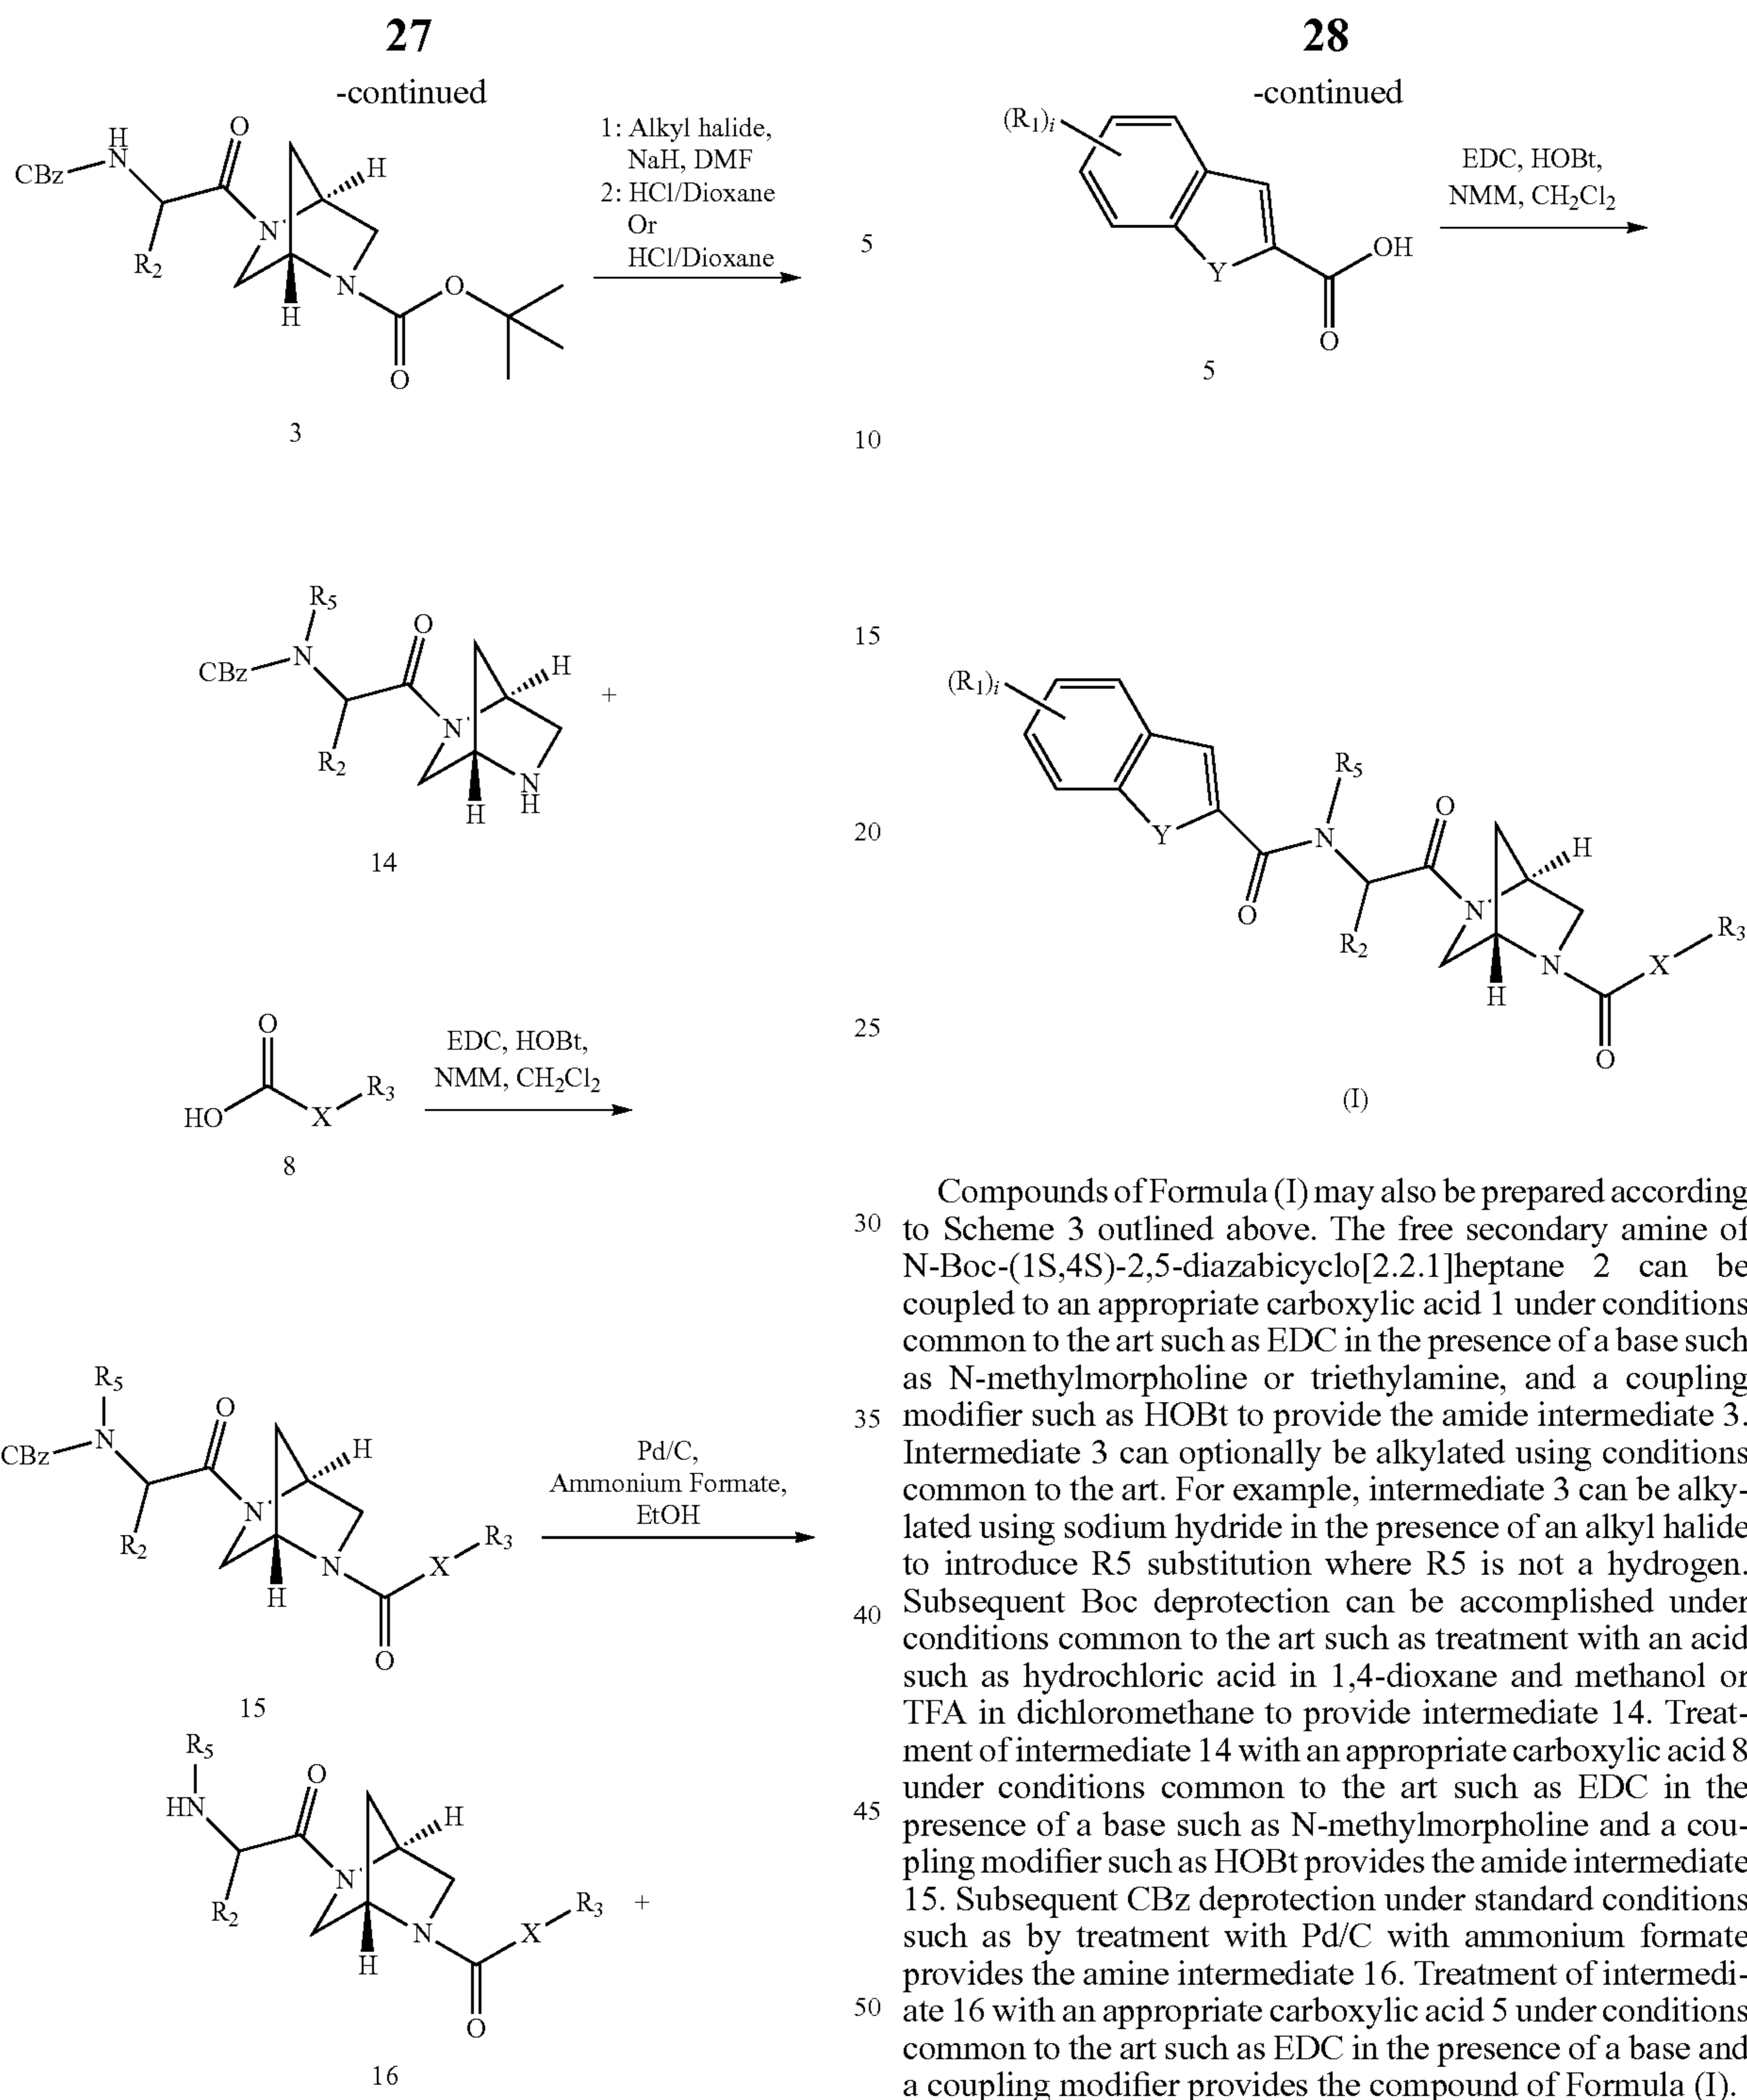 27
-continued
H
N
CBz
O
H
N
R2
N
H
O
O
3
1: Alkyl halide,
NaH, DMF
2: HCl/Dioxane
Or
HCl/Dioxane
R5
N
CBz
O
H
N
R2
N
H
H
+
14
O
HO
X
R3
8
EDC, HOBt,
NMM, CH2Cl2
R5
N
CBz
O
H
N
R2
N
H
X
R3
O
15
Pd/C,
Ammonium Formate,
EtOH
R5
HN
O
H
N
R2
N
H
X
R3
O
+
16
5
10
15
20
25
30
35
40
45
50
28
-continued
(R1)i
Y
OH
O
5
EDC, HOBt,
NMM, CH2Cl2
(R1)i
Y
O
R5
N
R2
O
H
N
N
H
X
R3
O
(I)
Compounds of Formula (I) may also be prepared according
to Scheme 3 outlined above. The free secondary amine of
N-Boc-(1S,4S)-2,5-diazabicyclo[2.2.1]heptane 2 can be
coupled to an appropriate carboxylic acid 1 under conditions
common to the art such as EDC in the presence of a base such
as N-methylmorpholine or triethylamine, and a coupling
modifier such as HOBt to provide the amide intermediate 3.
Intermediate 3 can optionally be alkylated using conditions
common to the art. For example, intermediate 3 can be alky-
lated using sodium hydride in the presence of an alkyl halide
to introduce R5 substitution where R5 is not a hydrogen.
Subsequent Boc deprotection can be accomplished under
conditions common to the art such as treatment with an acid
such as hydrochloric acid in 1,4-dioxane and methanol or
TFA in dichloromethane to provide intermediate 14. Treat-
ment of intermediate 14 with an appropriate carboxylic acid 8
under conditions common to the art such as EDC in the
presence of a base such as N-methylmorpholine and a cou-
pling modifier such as HOBt provides the amide intermediate
15. Subsequent CBz deprotection under standard conditions
such as by treatment with Pd/C with ammonium formate
provides the amine intermediate 16. Treatment of intermedi-
ate 16 with an appropriate carboxylic acid 5 under conditions
common to the art such as EDC in the presence of a base and
a coupling modifier provides the compound of Formula (I).